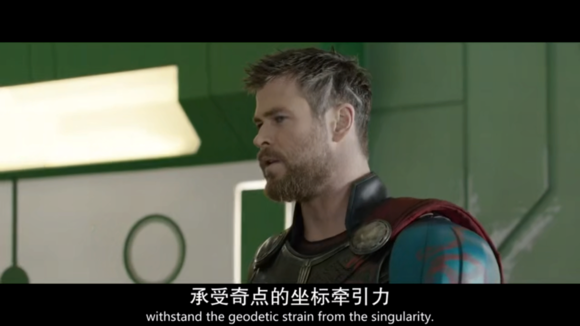 承受奇点的坐标牵引力
withstand the geodetic strain from the singularity.